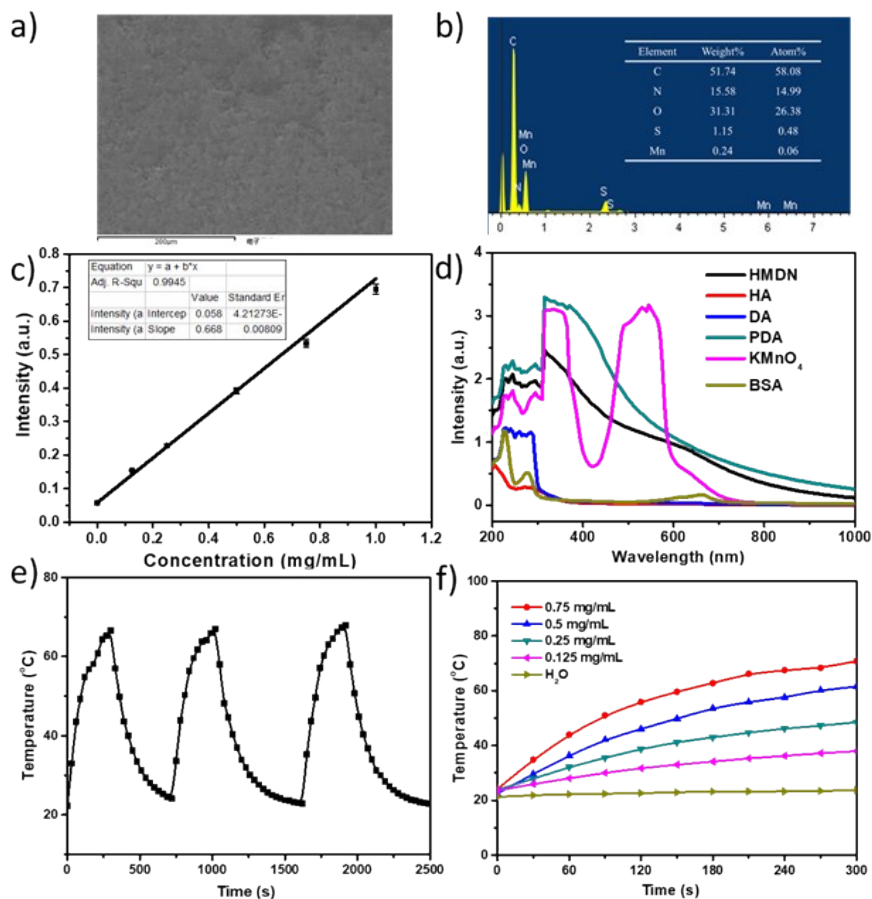 a)
200μm 电子
b)
C
Mn
O
Mn
N
S
S
Mn Mn
0 1 2 3 4 5 6 7
Element Weight% Atom%
C 51.74 58.08
N 15.58 14.99
O 31.31 26.38
S 1.15 0.48
Mn 0.24 0.06
c)
Equation y = a + b*x
Adj. R-Squ 0.9945
Value Standard Er
Intensity (a Intercep 0.058 4.21273E-
Intensity (a Slope 0.668 0.00809
Intensity (a.u.)
0.8
0.7
0.6
0.5
0.4
0.3
0.2
0.1
0.0
0.0 0.2 0.4 0.6 0.8 1.0 1.2
Concentration (mg/mL)
d)
HMDN
HA
DA
PDA
KMnO4
BSA
Intensity (a.u.)
4
3
2
1
0
200 400 600 800 1000
Wavelength (nm)
e)
Temperature (°C)
80
60
40
20
0 500 1000 1500 2000 2500
Time (s)
f)
0.75 mg/mL
0.5 mg/mL
0.25 mg/mL
0.125 mg/mL
H2O
Temperature (°C)
100
80
60
40
20
0
0 60 120 180 240 300
Time (s)